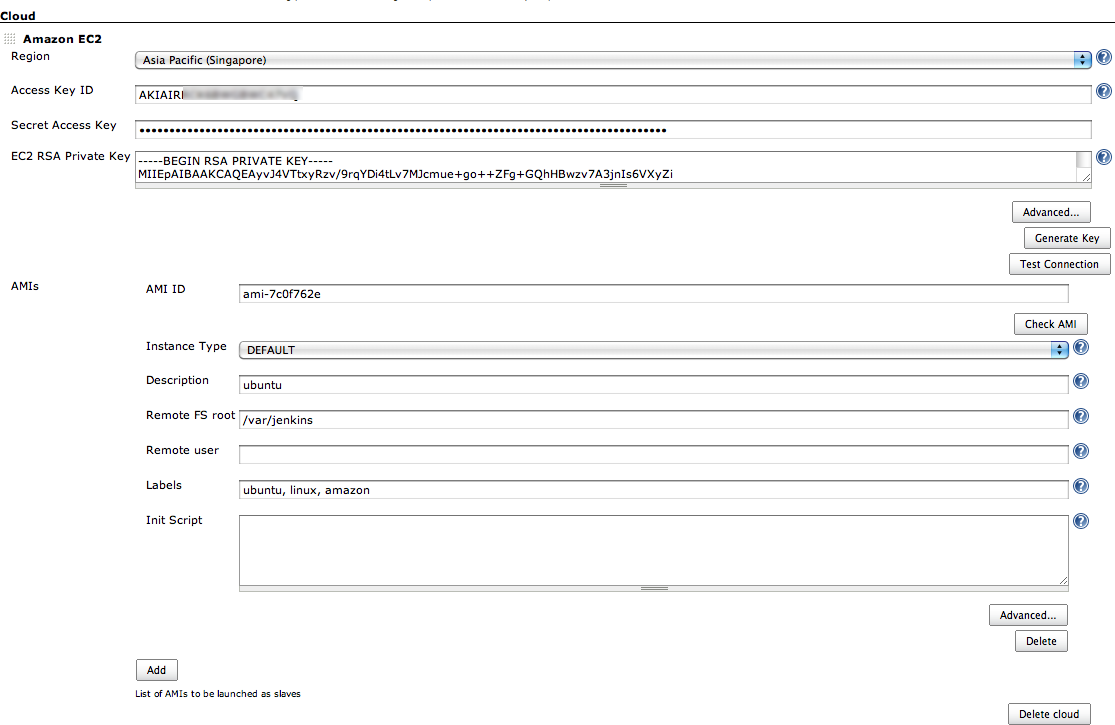 Cloud
Amazon EC2
Region
Asia Pacific (Singapore)
Access Key ID
AKIAIR
Secret Access Key
EC2 RSA Private Key
-----BEGIN RSA PRIVATE KEY-----
MIIEpAIBAAKCAQEAyvJ4VTtxyRzv/9rqYDi4tLv7MJcmue+go++ZFg+GQhHBwzv7A3jnIs6VXyZi
Advanced...
Generate Key
Test Connection
AMIs
AMI ID
ami-7c0f762e
Check AMI
Instance Type
DEFAULT
Description
ubuntu
Remote FS root
/var/jenkins
Remote user
Labels
ubuntu, linux, amazon
Init Script
Advanced...
Delete
Add
List of AMIs to be launched as slaves
Delete cloud